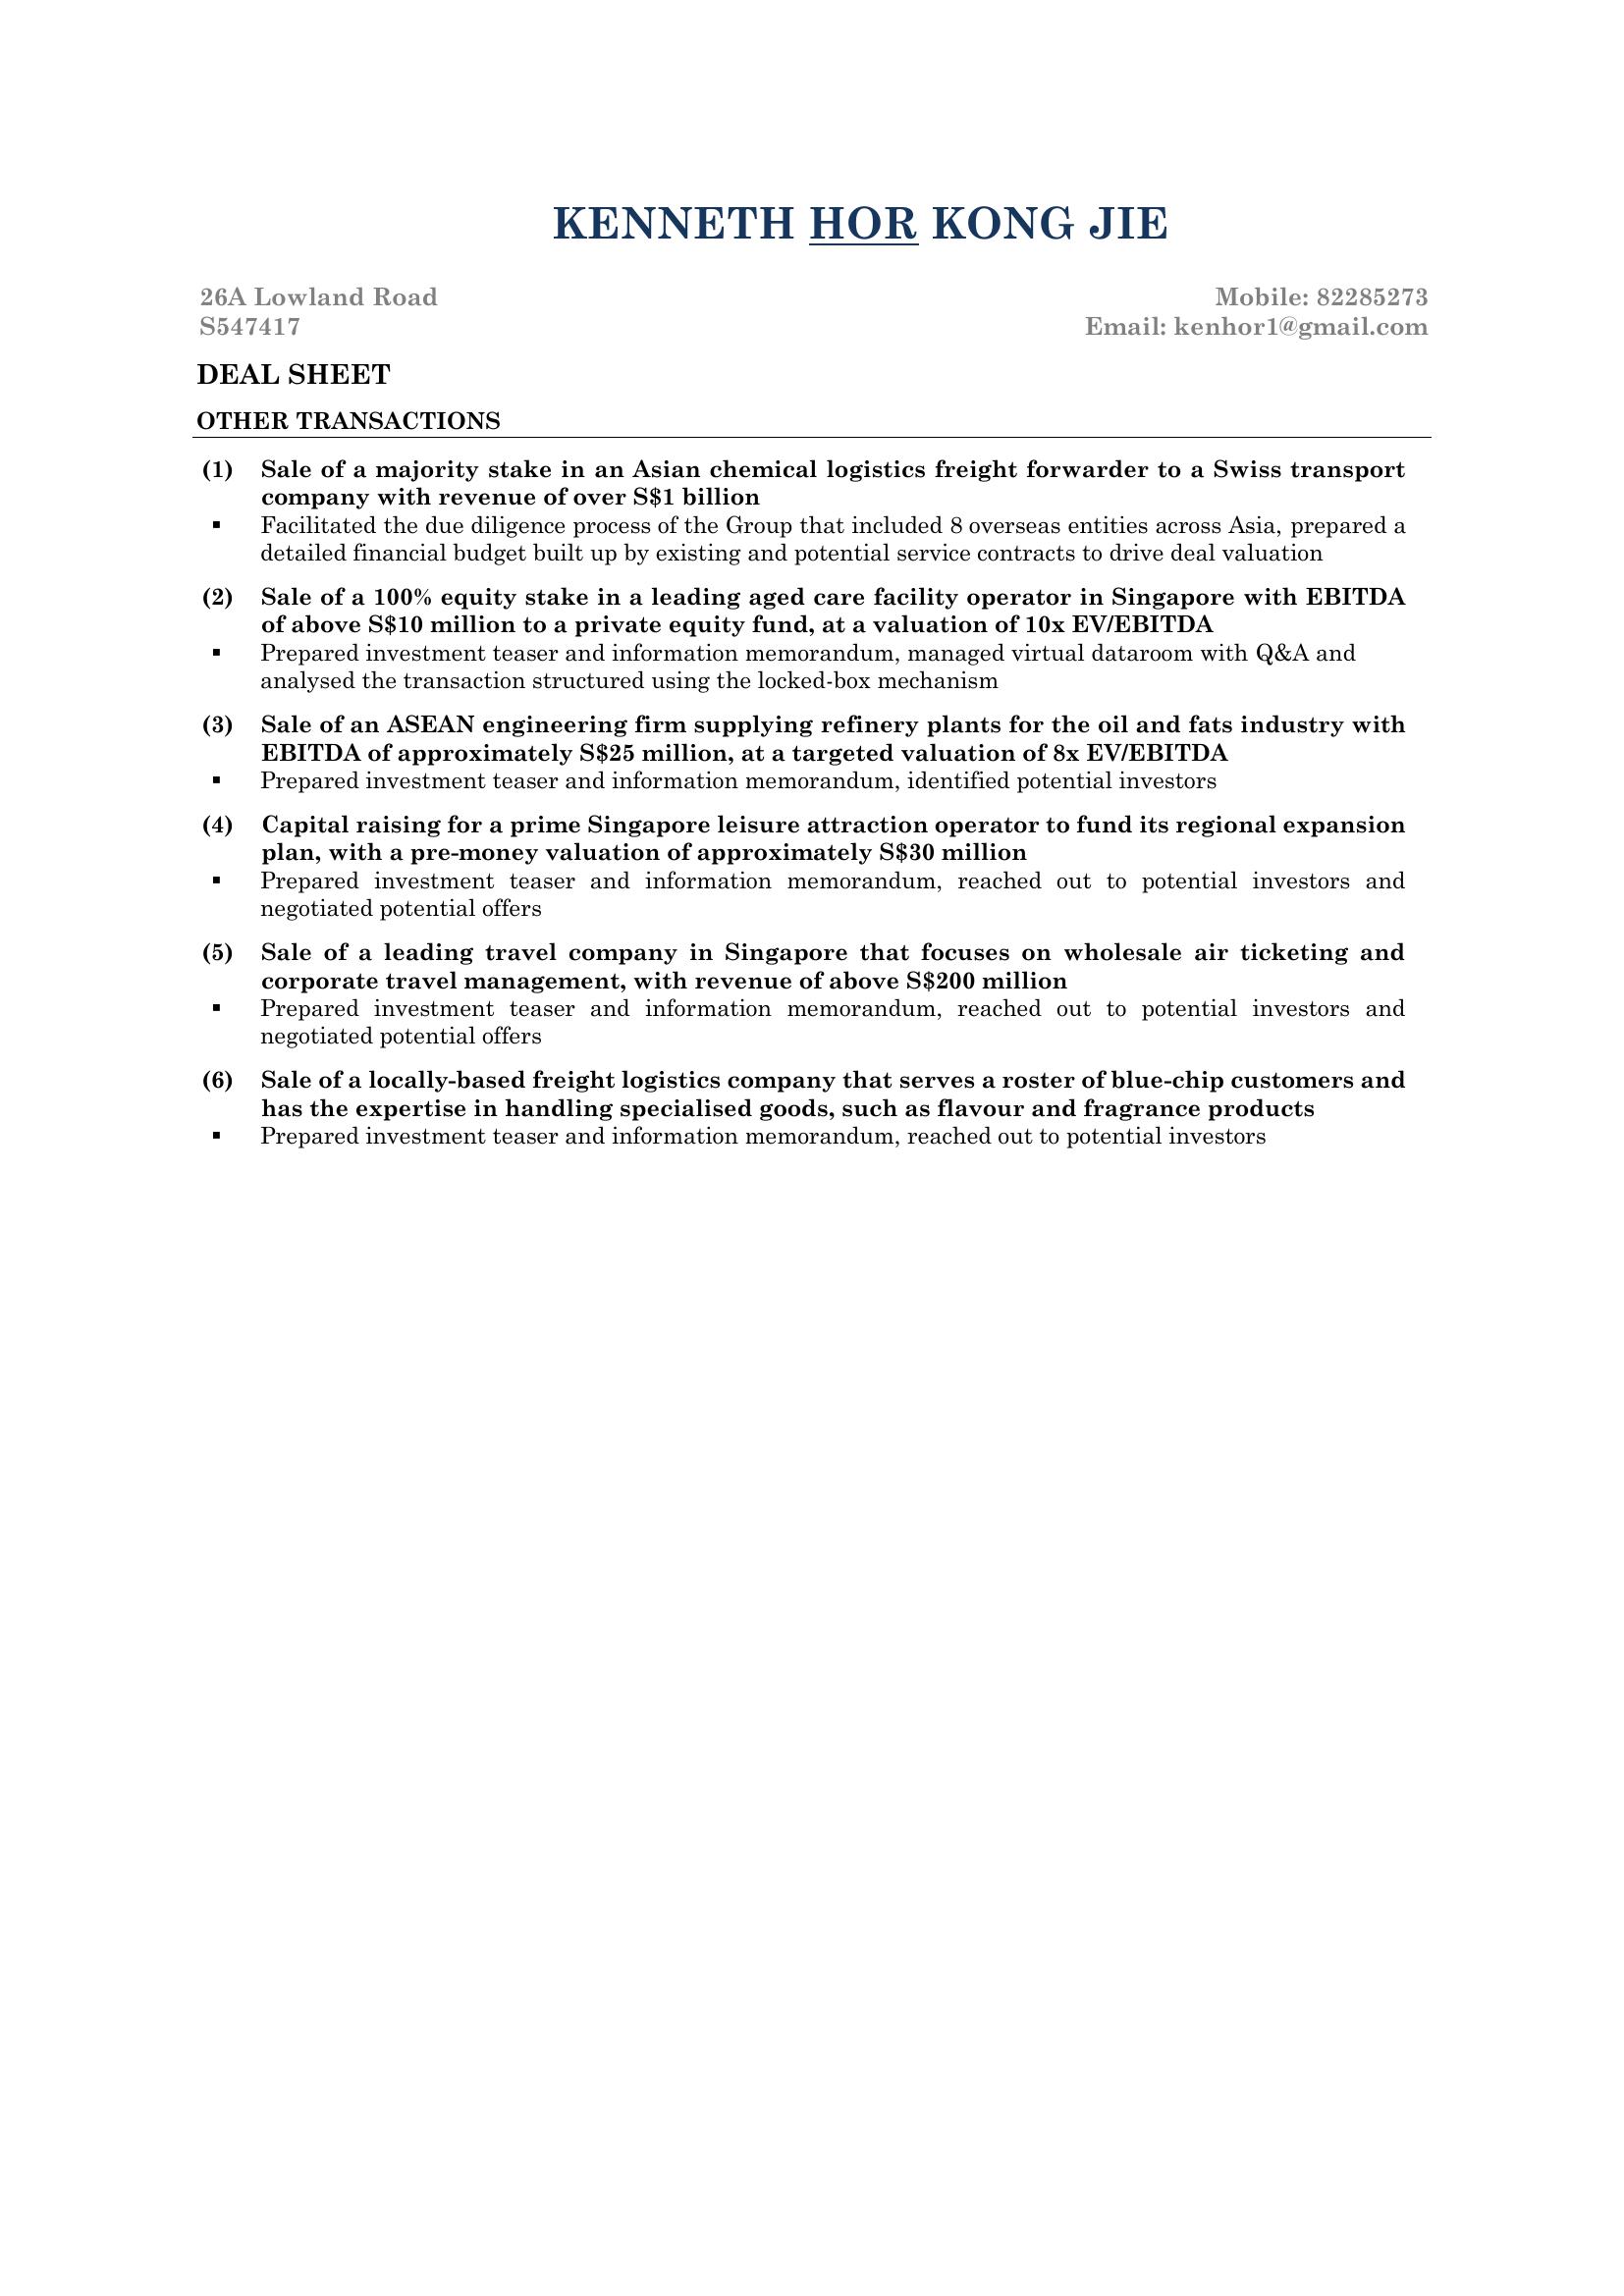 KENNETH HOR KONG JIE
26A Lowland Road
Mobile: 82285273
S547417
Email: kenhor1@gmail.com
DEAL SHEET
OTHER TRANSACTIONS
(1) Sale of a majority stake in an Asian chemical logistics freight forwarder to a Swiss transport
company with revenue of over S$1 billion
▪ Facilitated the due diligence process of the Group that included 8 overseas entities across Asia, prepared a
detailed financial budget built up by existing and potential service contracts to drive deal valuation
(2) Sale of a 100% equity stake in a leading aged care facility operator in Singapore with EBITDA
of above S$10 million to a private equity fund, at a valuation of 10x EV/EBITDA
▪ Prepared investment teaser and information memorandum, managed virtual dataroom with Q&A and
analysed the transaction structured using the locked-box mechanism
(3) Sale of an ASEAN engineering firm supplying refinery plants for the oil and fats industry with
EBITDA of approximately S$25 million, at a targeted valuation of 8x EV/EBITDA
▪ Prepared investment teaser and information memorandum, identified potential investors
(4) Capital raising for a prime Singapore leisure attraction operator to fund its regional expansion
plan, with a pre-money valuation of approximately S$30 million
▪ Prepared investment teaser and information memorandum, reached out to potential investors and
negotiated potential offers
(5) Sale of a leading travel company in Singapore that focuses on wholesale air ticketing and
corporate travel management, with revenue of above S$200 million
▪ Prepared investment teaser and information memorandum, reached out to potential investors and
negotiated potential offers
(6) Sale of a locally-based freight logistics company that serves a roster of blue-chip customers and
has the expertise in handling specialised goods, such as flavour and fragrance products
▪ Prepared investment teaser and information memorandum, reached out to potential investors